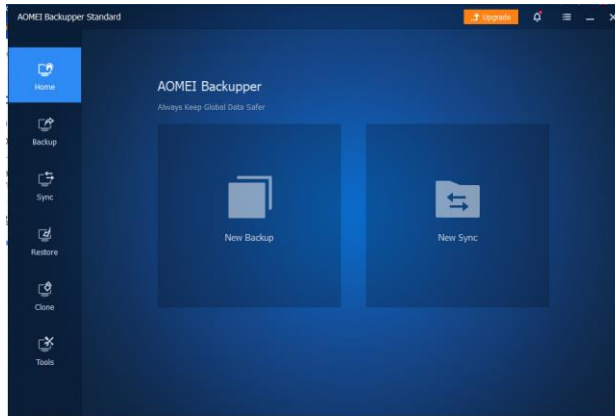 AOMEI Backupper Standard
Upgrade
Home
Backup
Sync
Restore
Clone
Tools
AOMEI Backupper
Always Keep Global Data Safer
New Backup
New Sync